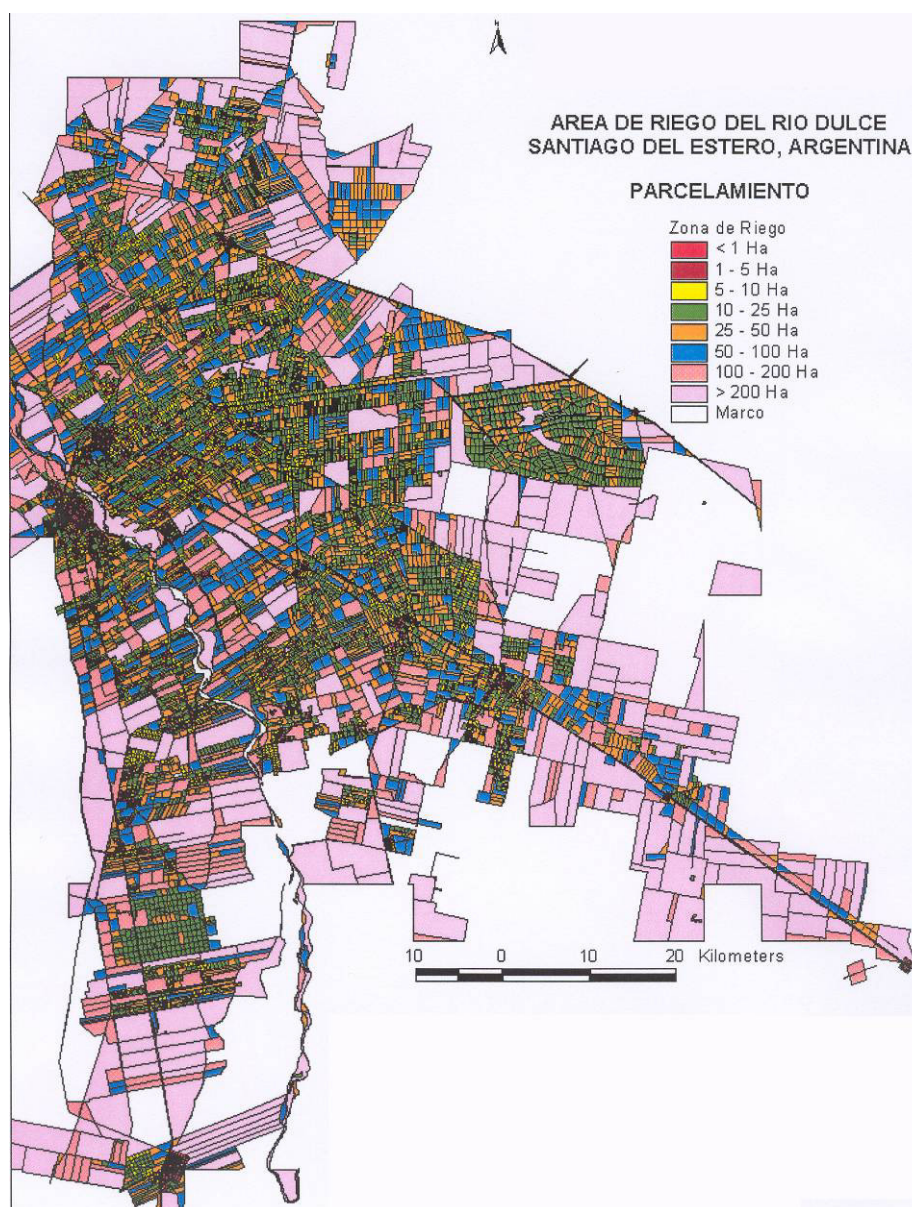 N
AREA DE RIEGO DEL RIO DULCE
SANTIAGO DEL ESTERO, ARGENTINA
PARCELAMIENTO
Zona de Riego
< 1 Ha
1 - 5 Ha
5 - 10 Ha
10 - 25 Ha
25 - 50 Ha
50 - 100 Ha
100 - 200 Ha
> 200 Ha
Marco
10 0 10 20 Kilometers